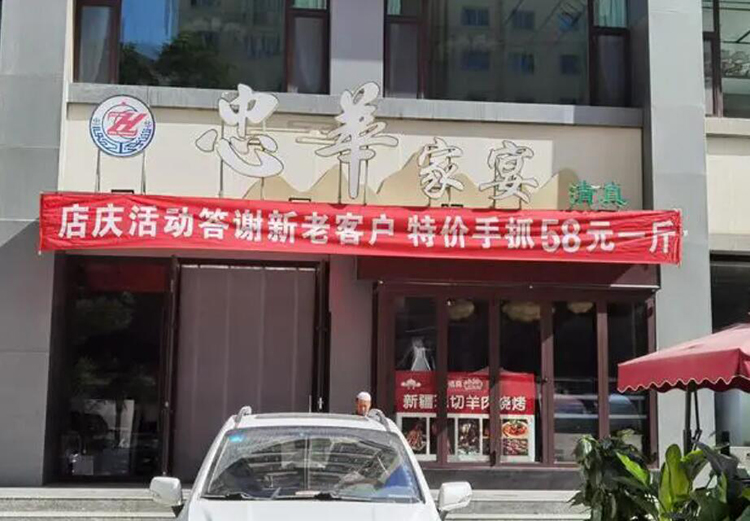 忠華家宴 清真
店庆活动答谢新老客户 特价手抓58元一斤
新疆 切羊肉烧烤